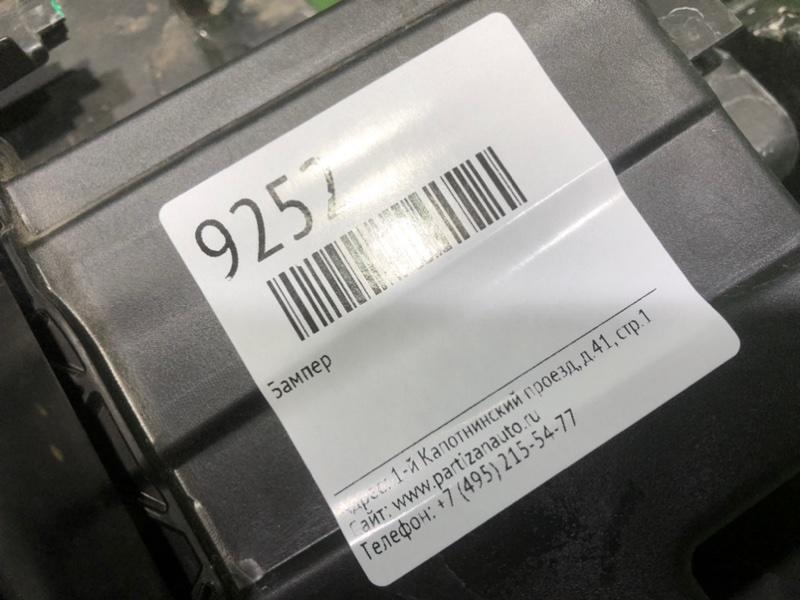 9252
Бампер
Адрес: 1-й Капотнинский проезд, д.41, стр.1
Сайт: www.partizanauto.ru
Телефон: +7 (495) 215-54-77